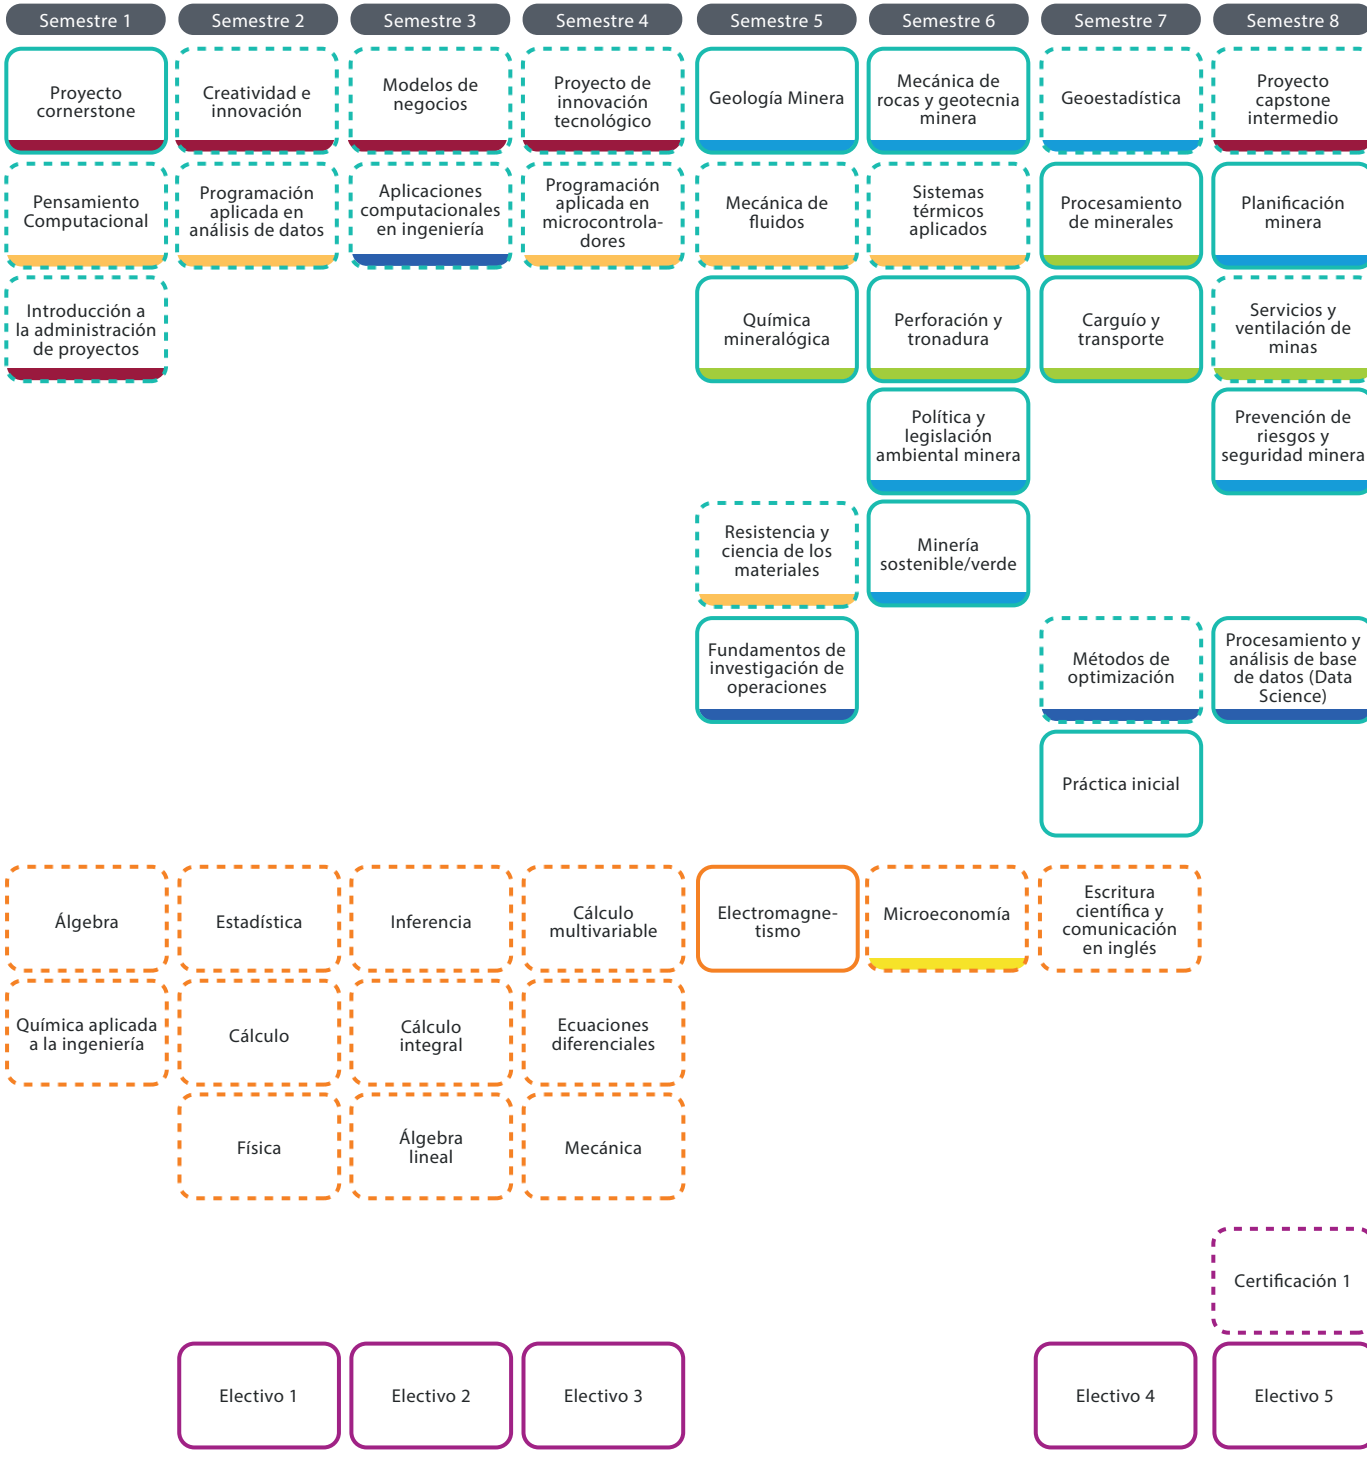 Semestre 1
Semestre 2
Semestre 3
Semestre 4
Semestre 5
Semestre 6
Semestre 7
Semestre 8
Proyecto
cornerstone
Creatividad e
innovación
Modelos de
negocios
Proyecto de
innovación
tecnológico
Geología Minera
Mecánica de
rocas y geotecnia
minera
Geoestadística
Proyecto
capstone
intermedio
Pensamiento
Computacional
Programación
aplicada en
análisis de datos
Aplicaciones
computacionales
en ingeniería
Programación
aplicada en
microcontrola-
dores
Mecánica de
fluidos
Sistemas
térmicos
aplicados
Procesamiento
de minerales
Planificación
minera
Introducción a
la administración
de proyectos
Química
mineralógica
Perforación y
tronadura
Carguío y
transporte
Servicios y
ventilación de
minas
Política y
legislación
ambiental minera
Prevención de
riesgos y
seguridad minera
Resistencia y
ciencia de los
materiales
Minería
sostenible/verde
Fundamentos de
investigación de
operaciones
Métodos de
optimización
Procesamiento y
análisis de base
de datos (Data
Science)
Práctica inicial
Álgebra
Estadística
Inferencia
Cálculo
multivariable
Electromagne-
tismo
Microeconomía
Escritura
científica y
comunicación
en inglés
Química aplicada
a la ingeniería
Cálculo
Cálculo
integral
Ecuaciones
diferenciales
Física
Álgebra
lineal
Mecánica
Certificación 1
Electivo 1
Electivo 2
Electivo 3
Electivo 4
Electivo 5